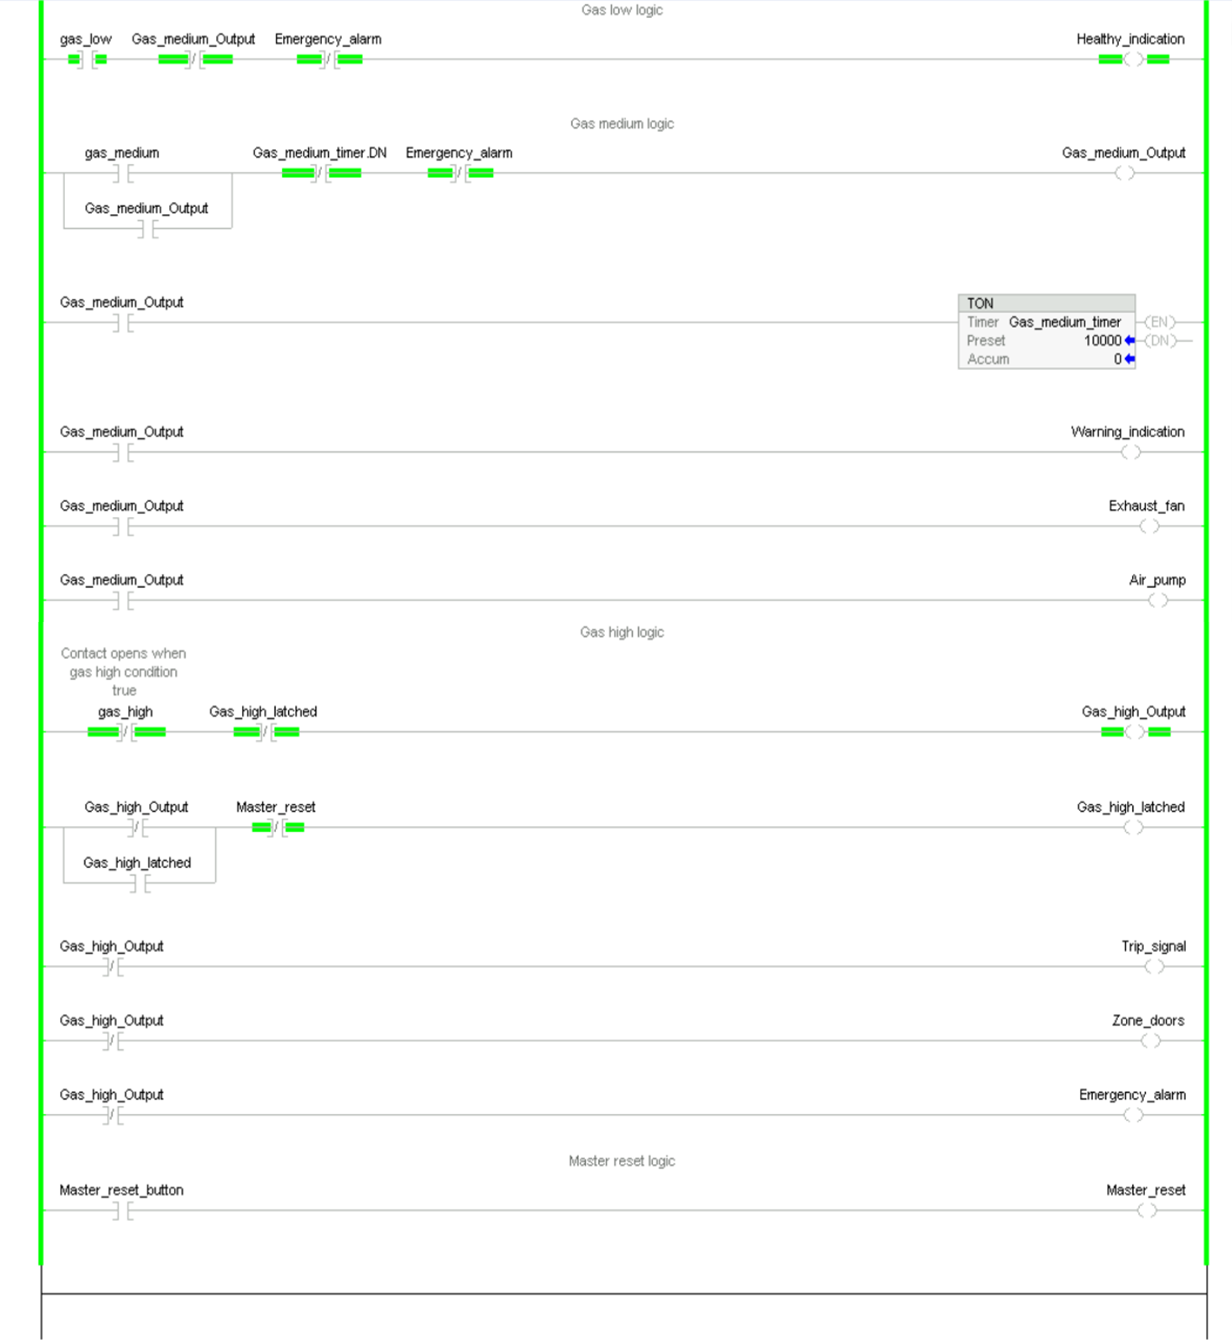 Gas low logic
gas_low Gas_medium_Output Emergency_alarm Healthy_indication
Gas medium logic
gas_medium Gas_medium_timer.DN Emergency_alarm Gas_medium_Output
Gas_medium_Output
Gas_medium_Output
TON
Timer Gas_medium_timer (EN)
Preset 10000 (DN)
Accum 0
Gas_medium_Output Warning_indication
Gas_medium_Output Exhaust_fan
Gas_medium_Output Air_pump
Gas high logic
Contact opens when
gas high condition
true
gas_high Gas_high_latched Gas_high_Output
Gas_high_Output Master_reset Gas_high_latched
Gas_high_latched
Gas_high_Output Trip_signal
Gas_high_Output Zone_doors
Gas_high_Output Emergency_alarm
Master reset logic
Master_reset_button Master_reset